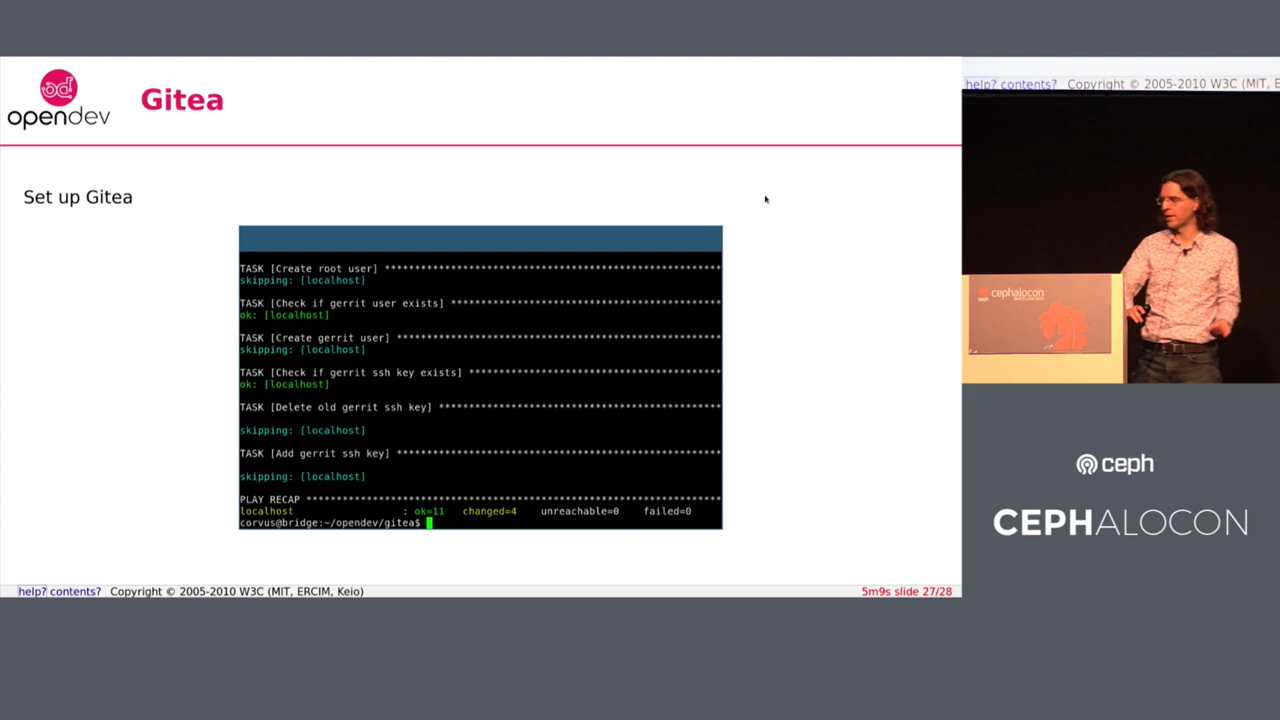 opendev
Gitea
Set up Gitea
TASK [Create root user] ********************************************************
skipping: [localhost]
TASK [Check if gerrit user exists] *********************************************
ok: [localhost]
TASK [Create gerrit user] ******************************************************
skipping: [localhost]
TASK [Check if gerrit ssh key exists] ******************************************
ok: [localhost]
TASK [Delete old gerrit ssh key] ***********************************************
skipping: [localhost]
TASK [Add gerrit ssh key] ******************************************************
skipping: [localhost]
PLAY RECAP *********************************************************************
localhost : ok=11 changed=4 unreachable=0 failed=0
corvus@bridge:~/opendev/gitea$
help? contents? Copyright © 2005-2010 W3C (MIT, ERCIM, Keio)
5m9s slide 27/28
help? contents? Copyright © 2005-2010 W3C (MIT, E
cephalocon
ceph
CEPHALOCON